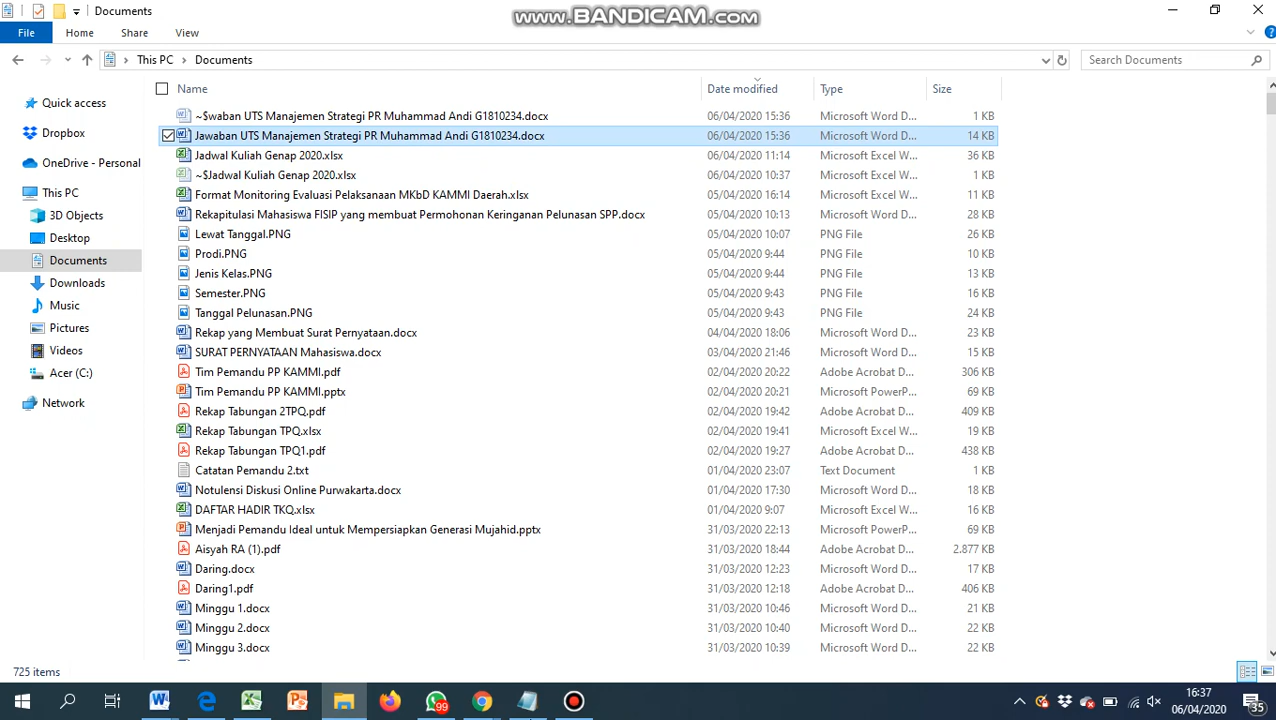 Documents
www.BANDICAM.com
File Home Share View
This PC Documents Search Documents
Name Date modified Type Size
Quick access
Dropbox
OneDrive - Personal
This PC
3D Objects
Desktop
Documents
Downloads
Music
Pictures
Videos
Acer (C:)
Network
~$waban UTS Manajemen Strategi PR Muhammad Andi G1810234.docx 06/04/2020 15:36 Microsoft Word D... 1 KB
Jawaban UTS Manajemen Strategi PR Muhammad Andi G1810234.docx 06/04/2020 15:36 Microsoft Word D... 14 KB
Jadwal Kuliah Genap 2020.xlsx 06/04/2020 11:14 Microsoft Excel W... 36 KB
~$Jadwal Kuliah Genap 2020.xlsx 06/04/2020 10:37 Microsoft Excel W... 1 KB
Format Monitoring Evaluasi Pelaksanaan MKbD KAMMI Daerah.xlsx 05/04/2020 16:14 Microsoft Excel W... 11 KB
Rekapitulasi Mahasiswa FISIP yang membuat Permohonan Keringanan Pelunasan SPP.docx 05/04/2020 10:13 Microsoft Word D... 28 KB
Lewat Tanggal.PNG 05/04/2020 10:07 PNG File 26 KB
Prodi.PNG 05/04/2020 9:44 PNG File 10 KB
Jenis Kelas.PNG 05/04/2020 9:44 PNG File 13 KB
Semester.PNG 05/04/2020 9:43 PNG File 16 KB
Tanggal Pelunasan.PNG 05/04/2020 9:43 PNG File 24 KB
Rekap yang Membuat Surat Pernyataan.docx 04/04/2020 18:06 Microsoft Word D... 23 KB
SURAT PERNYATAAN Mahasiswa.docx 03/04/2020 21:46 Microsoft Word D... 15 KB
Tim Pemandu PP KAMMI.pdf 02/04/2020 20:22 Adobe Acrobat D... 306 KB
Tim Pemandu PP KAMMI.pptx 02/04/2020 20:21 Microsoft PowerP... 69 KB
Rekap Tabungan 2TPQ.pdf 02/04/2020 19:42 Adobe Acrobat D... 409 KB
Rekap Tabungan TPQ.xlsx 02/04/2020 19:41 Microsoft Excel W... 19 KB
Rekap Tabungan TPQ1.pdf 02/04/2020 19:27 Adobe Acrobat D... 438 KB
Catatan Pemandu 2.txt 01/04/2020 23:07 Text Document 1 KB
Notulensi Diskusi Online Purwakarta.docx 01/04/2020 17:30 Microsoft Word D... 18 KB
DAFTAR HADIR TKQ.xlsx 01/04/2020 9:07 Microsoft Excel W... 16 KB
Menjadi Pemandu Ideal untuk Mempersiapkan Generasi Mujahid.pptx 31/03/2020 22:13 Microsoft PowerP... 69 KB
Aisyah RA (1).pdf 31/03/2020 18:44 Adobe Acrobat D... 2.877 KB
Daring.docx 31/03/2020 12:23 Microsoft Word D... 17 KB
Daring1.pdf 31/03/2020 12:18 Adobe Acrobat D... 406 KB
Minggu 1.docx 31/03/2020 10:46 Microsoft Word D... 21 KB
Minggu 2.docx 31/03/2020 10:40 Microsoft Word D... 22 KB
Minggu 3.docx 31/03/2020 10:39 Microsoft Word D... 22 KB
725 items
99
16:37
06/04/2020
35